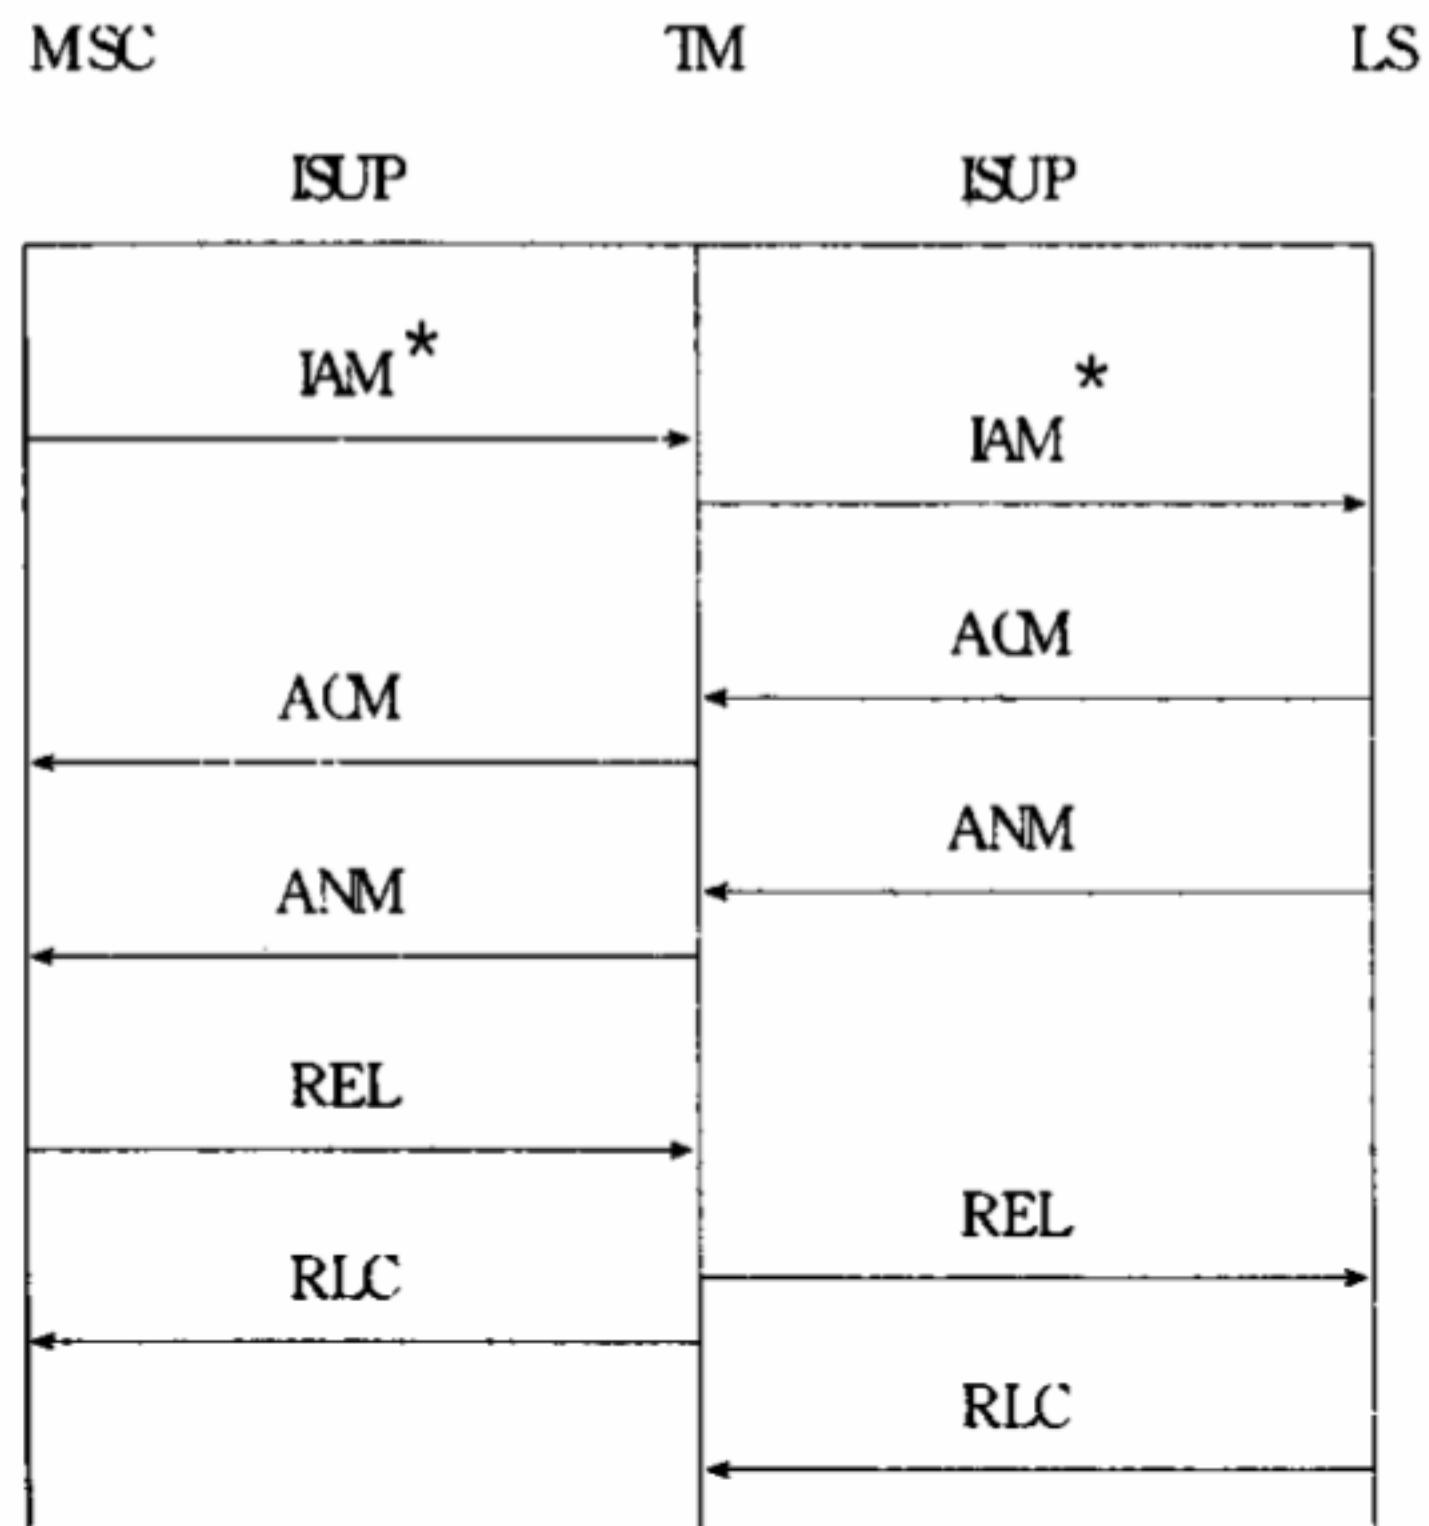 MSC TM LS
ISUP ISUP
IAM*
*
IAM
ACM
ACM
ANM
ANM
REL
REL
RLC
RLC